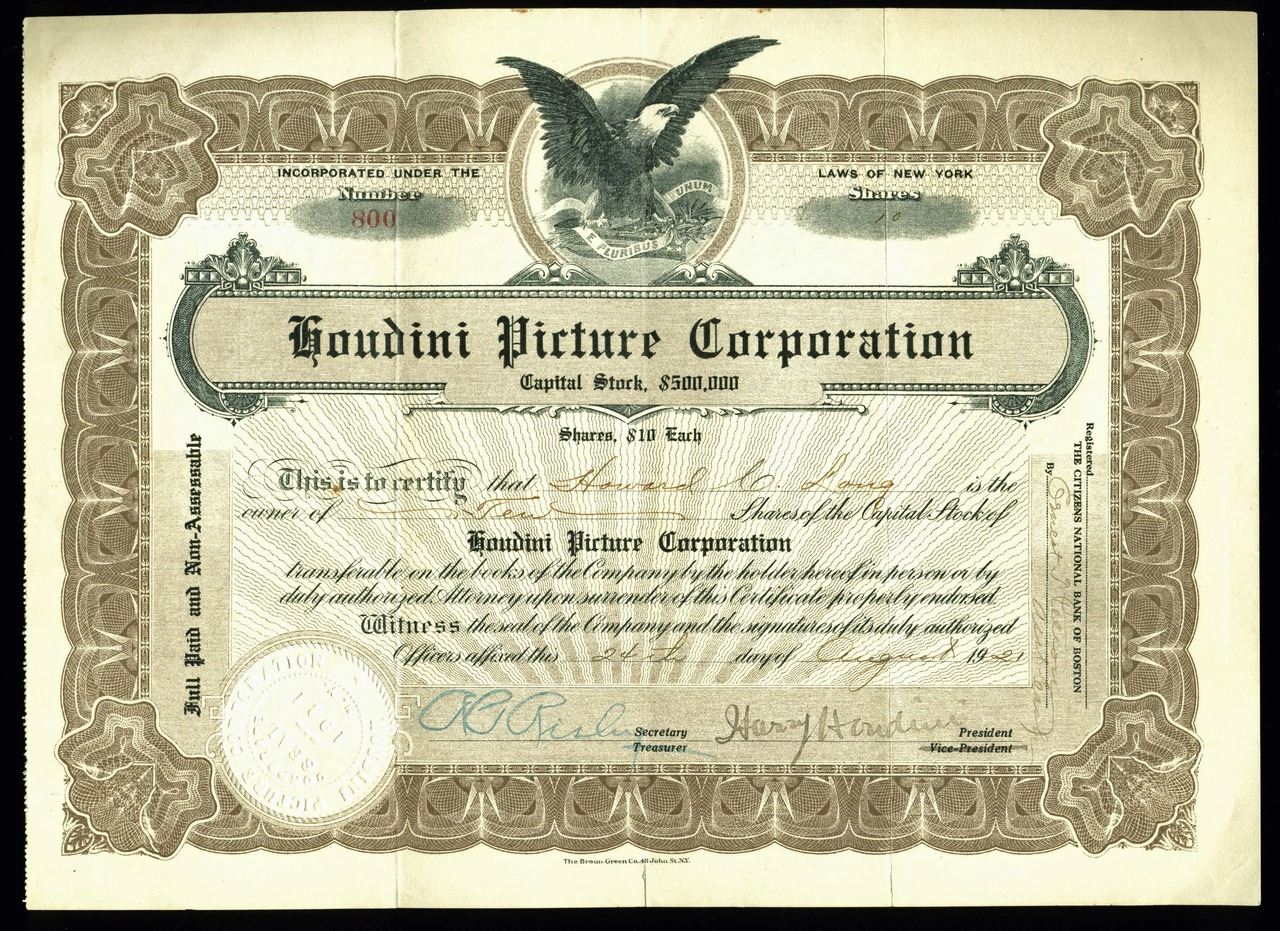 INCORPORATED UNDER THE
LAWS OF NEW YORK
Number
Shares
800
10
E PLURIBUS UNUM
Houdini Picture Corporation
Capital Stock, $500,000
Shares, $10 Each
This is to certify that Howard C. Long is the
owner of Ten Shares of the Capital Stock of
Houdini Picture Corporation
transferable on the books of the Company by the holder hereof in person or by
duly authorized Attorney upon surrender of this Certificate properly endorsed.
Witness the seal of the Company and the signatures of its duly authorized
Officers affixed this 26th day of August 1921
Full Paid and Non-Assessable
Registered
THE CITIZENS NATIONAL BANK OF BOSTON
By
1921
Harry Houdini
Secretary
Treasurer
President
Vice-President
The Broun-Green Co. 48 John St. N.Y.